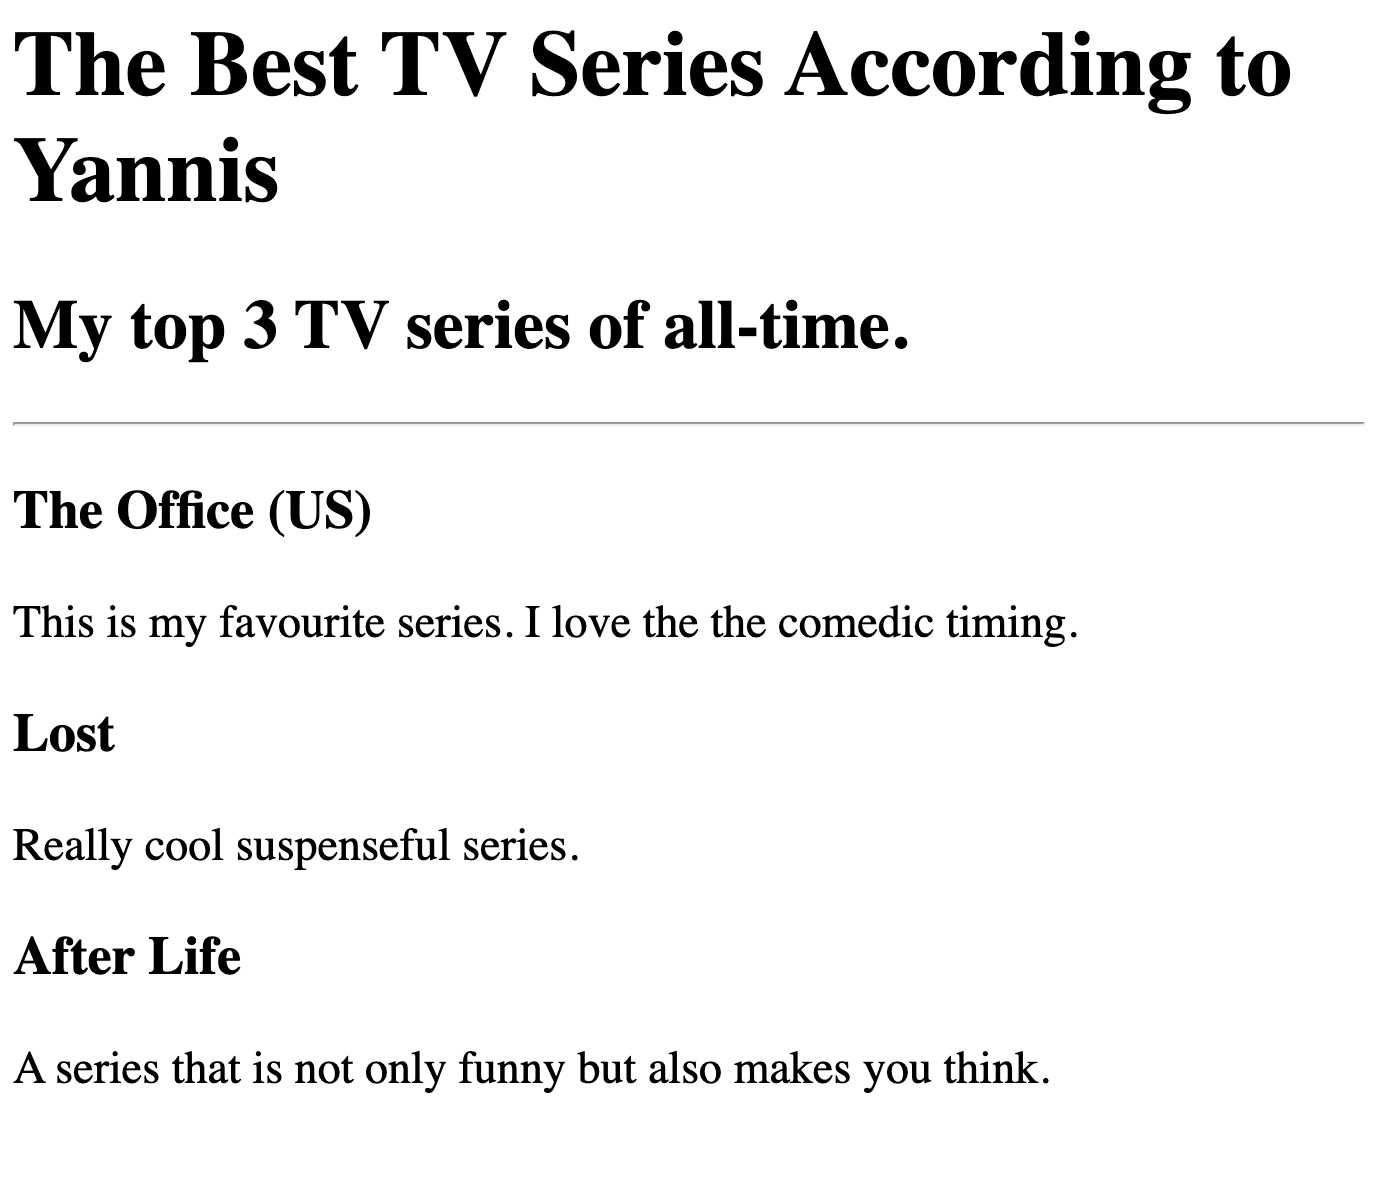 The Best TV Series According to
Yannis
My top 3 TV series of all-time.
The Office (US)
This is my favourite series. I love the the comedic timing.
Lost
Really cool suspenseful series.
After Life
A series that is not only funny but also makes you think.